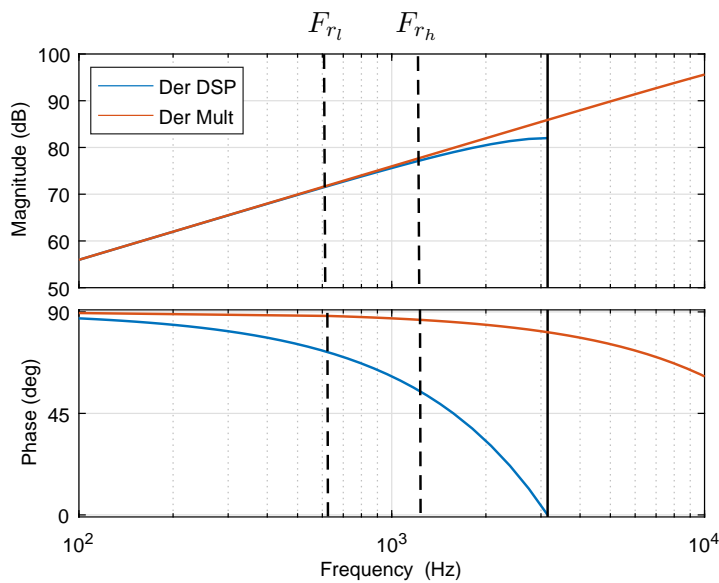 F_{r_l} F_{r_h}
100
90
80
70
60
50
Magnitude (dB)
Der DSP
Der Mult
90
45
0
Phase (deg)
10^2 10^3 10^4
Frequency (Hz)